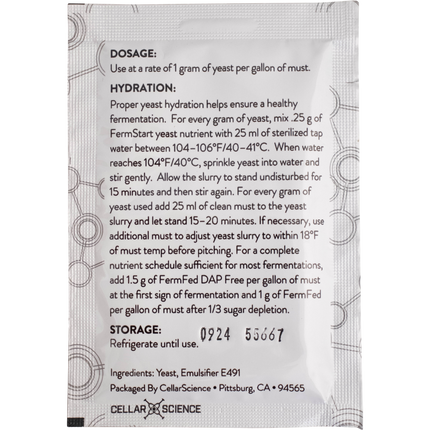 DOSAGE:
Use at a rate of 1 gram of yeast per gallon of must.
HYDRATION:
Proper yeast hydration helps ensure a healthy
fermentation. For every gram of yeast, mix .25 g of
FermStart yeast nutrient with 25 ml of sterilized tap
water between 104–106°F/40–41°C. When water
reaches 104°F/40°C, sprinkle yeast into water and
stir gently. Allow the slurry to stand undisturbed for
15 minutes and then stir again. For every gram of
yeast used add 25 ml of clean must to the yeast
slurry and let stand 15–20 minutes. If necessary, use
additional must to adjust yeast slurry to within 18°F
of must temp before pitching. For a complete
nutrient schedule sufficient for most fermentations,
add 1.5 g of FermFed DAP Free per gallon of must
at the first sign of fermentation and 1 g of FermFed
per gallon of must after 1/3 sugar depletion.
STORAGE:
Refrigerate until use.
0924 55667
Ingredients: Yeast, Emulsifier E491
Packaged By CellarScience • Pittsburg, CA • 94565
CELLAR SCIENCE